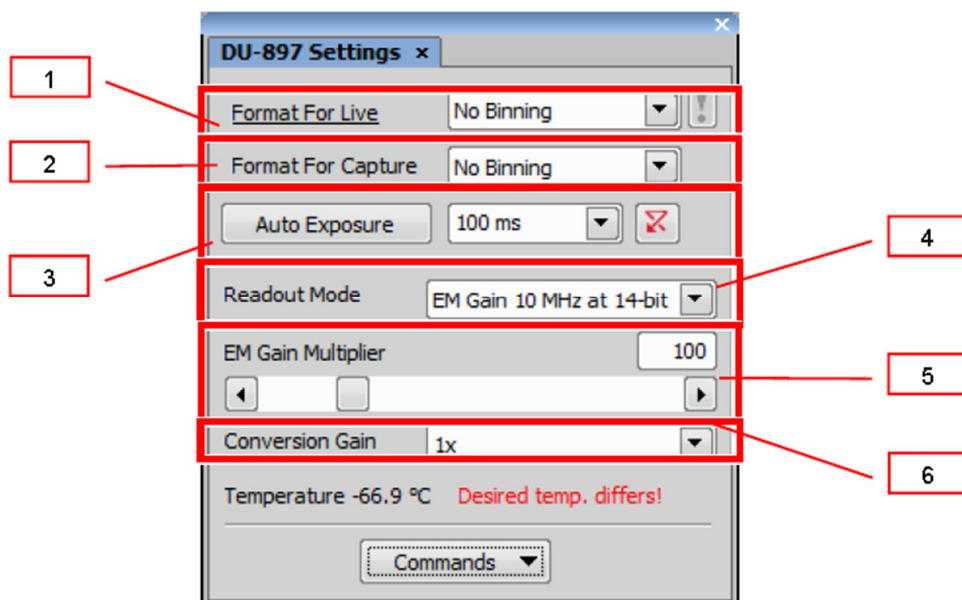 DU-897 Settings ×
1
Format For Live No Binning
2
Format For Capture No Binning
3
Auto Exposure 100 ms
4
Readout Mode EM Gain 10 MHz at 14-bit
5
EM Gain Multiplier 100
6
Conversion Gain 1x
Temperature -66.9 °C Desired temp. differs!
Commands